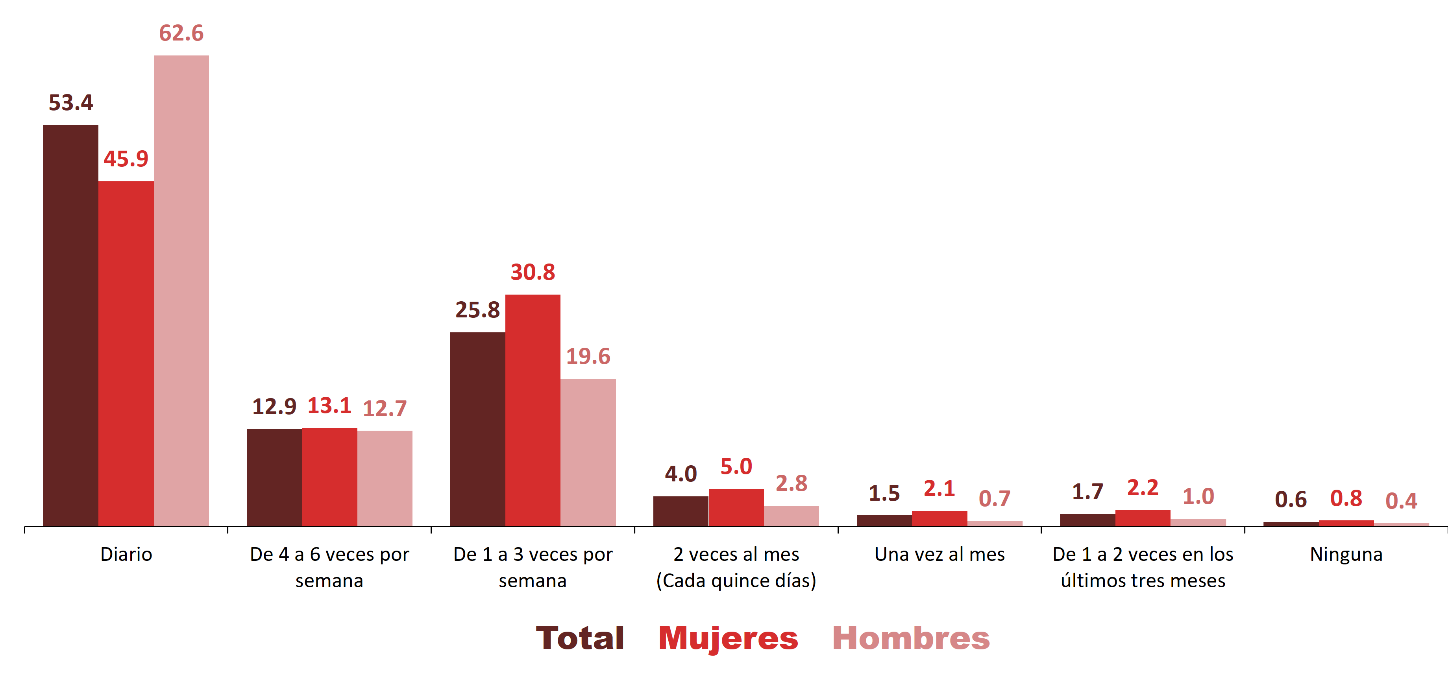 62.6
53.4
45.9
30.8
25.8
19.6
12.9 13.1 12.7
4.0 5.0 2.8
1.5 2.1 0.7
1.7 2.2 1.0
0.6 0.8 0.4
Diario
De 4 a 6 veces por
semana
De 1 a 3 veces por
semana
2 veces al mes
(Cada quince días)
Una vez al mes
De 1 a 2 veces en los
últimos tres meses
Ninguna
Total Mujeres Hombres